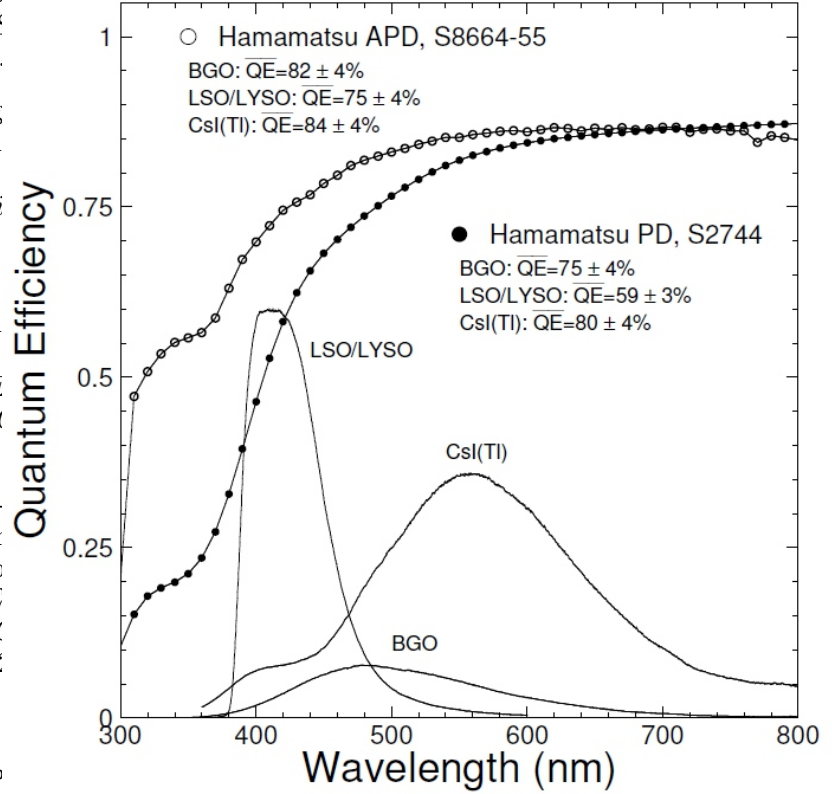 1
Hamamatsu APD, S8664-55
BGO: QE=82 ± 4%
LSO/LYSO: QE=75 ± 4%
CsI(Tl): QE=84 ± 4%
0.75
Hamamatsu PD, S2744
BGO: QE=75 ± 4%
LSO/LYSO: QE=59 ± 3%
CsI(Tl): QE=80 ± 4%
Quantum Efficiency
LSO/LYSO
0.5
CsI(Tl)
0.25
BGO
0
300 400 500 600 700 800
Wavelength (nm)